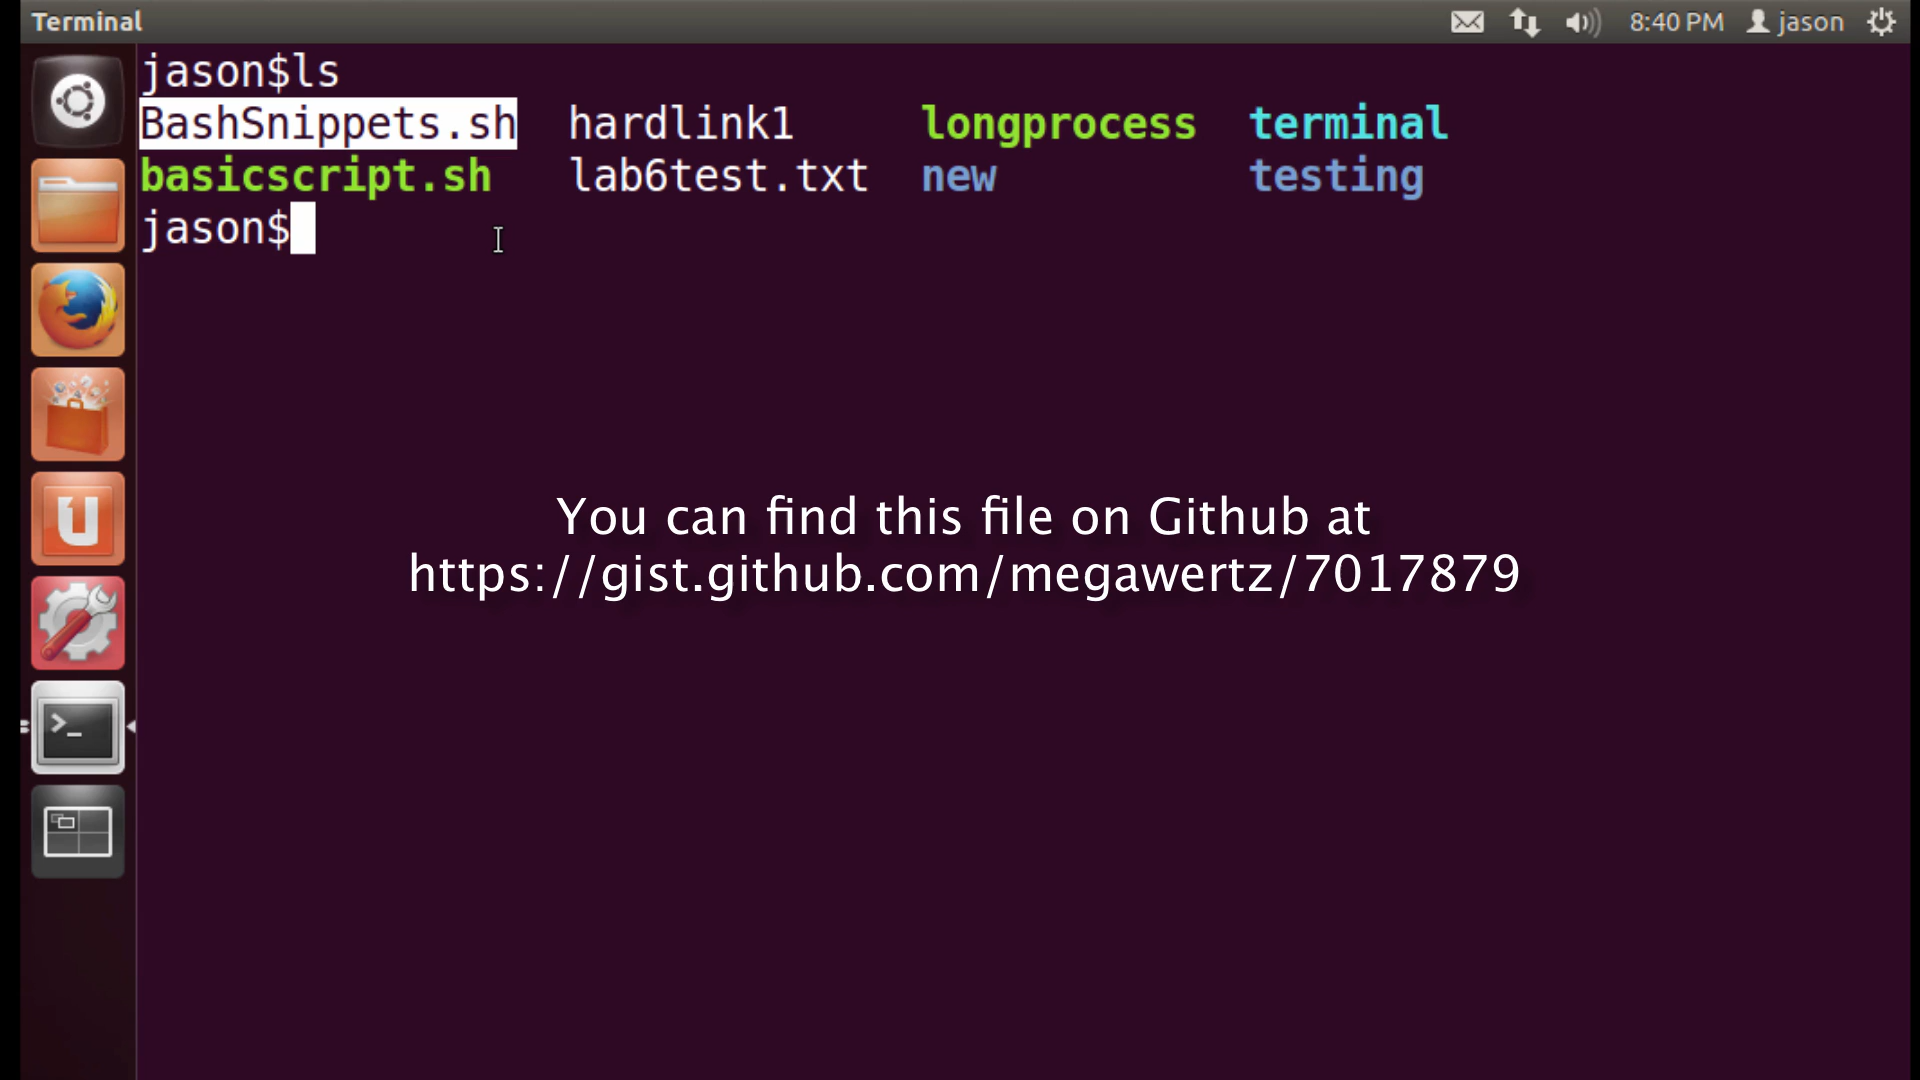 Terminal 8:40 PM jason
jason$ls
BashSnippets.sh hardlink1 longprocess terminal
basicscript.sh lab6test.txt new testing
jason$
You can find this file on Github at
https://gist.github.com/megawertz/7017879